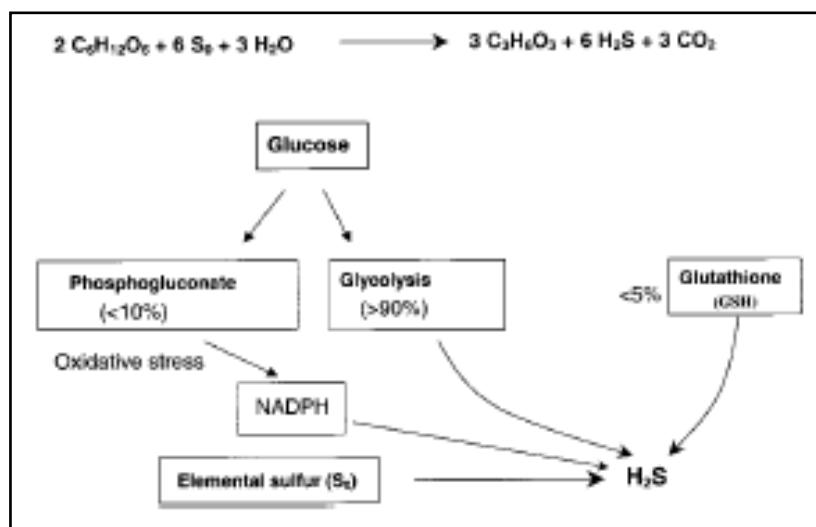 2 C₆H₁₂O₆ + 6 S₈ + 3 H₂O ⟶ 3 C₃H₆O₃ + 6 H₂S + 3 CO₂
Glucose
Phosphogluconate
(<10%)
Glycolysis
(>90%)
<5%
Glutathione
(GSH)
Oxidative stress
NADPH
Elemental sulfur (S₈)
H₂S